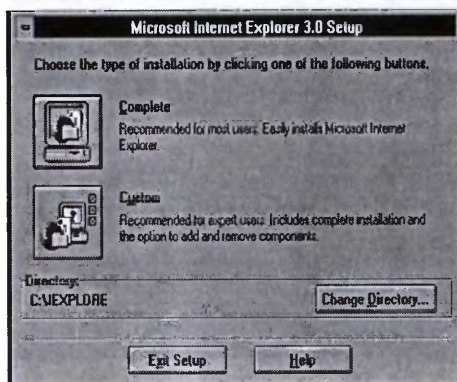 Microsoft Internet Explorer 3.0 Setup
Choose the type of installation by clicking one of the following buttons.
Complete
Recommended for most users. Easily installs Microsoft Internet
Explorer.
Custom
Recommended for expert users. Includes complete installation and
the option to add and remove components.
Directory:
C:\IEXPLORE
Change Directory...
Exit Setup
Help